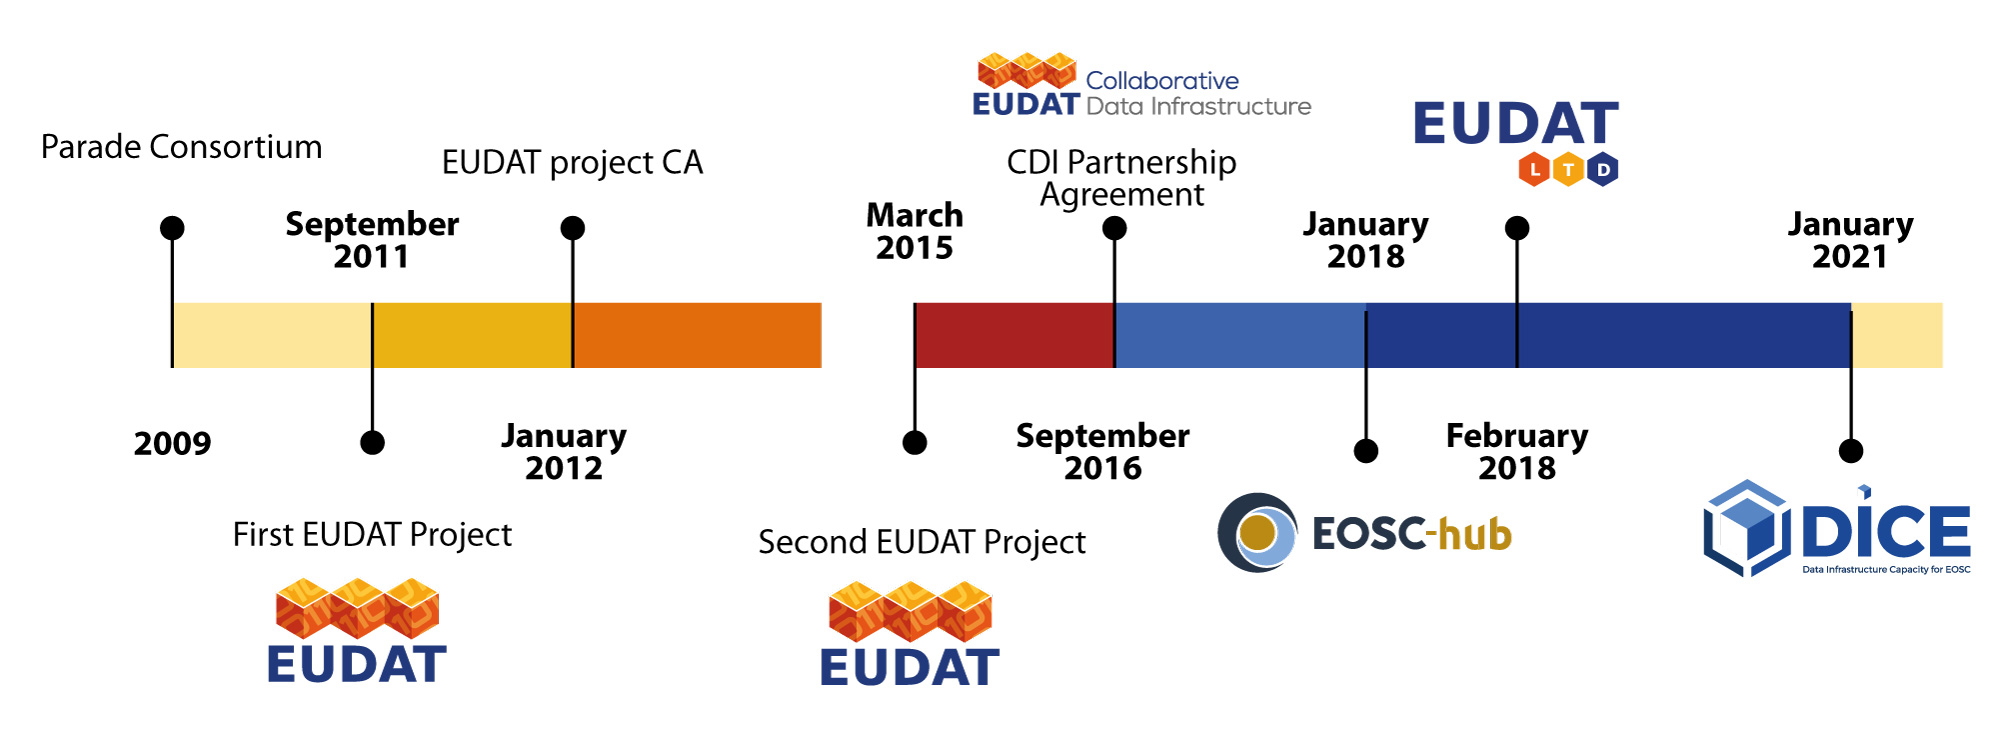 Parade Consortium
2009
September
2011
First EUDAT Project
EUDAT
EUDAT project CA
January
2012
March
2015
Second EUDAT Project
EUDAT
EUDAT Collaborative
Data Infrastructure
CDI Partnership
Agreement
September
2016
January
2018
EOSC-hub
EUDAT
L T D
February
2018
January
2021
DICE
Data Infrastructure Capacity for EOSC